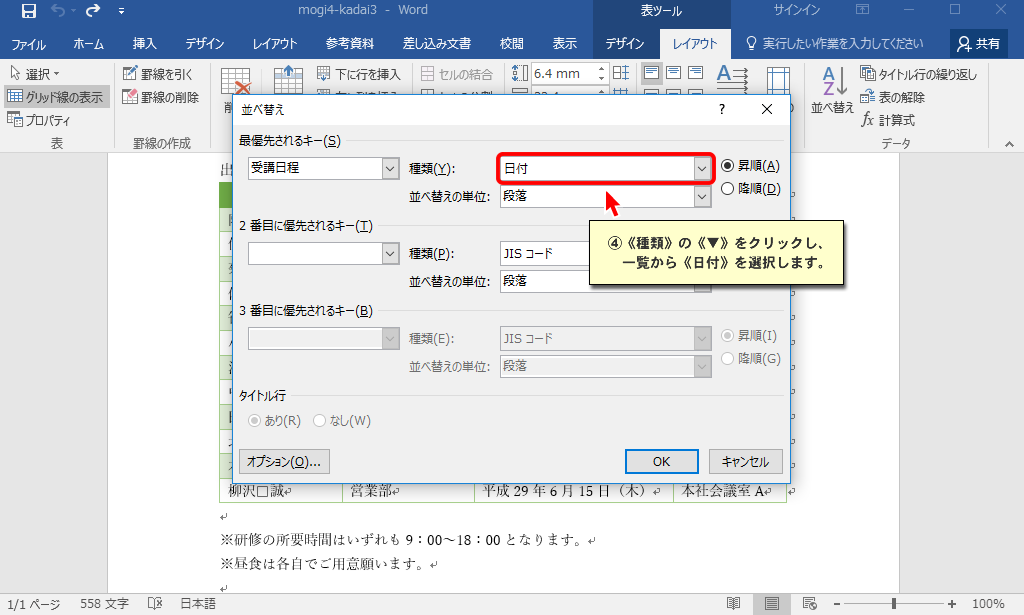 mogi4-kadai3 - Word
表ツール
サインイン
ファイル ホーム 挿入 デザイン レイアウト 参考資料 差し込み文書 校閲 表示 デザイン レイアウト 実行したい作業を入力してください 共有
選択
グリッド線の表示
プロパティ
表
罫線を引く
罫線の削除
罫線の作成
下に行を挿入
セルの結合
6.4 mm
並べ替え
タイトル行の繰り返し
表の解除
計算式
データ
並べ替え
? ×
最優先されるキー(S)
受講日程 種類(Y): 日付 昇順(A)
並べ替えの単位: 段落 降順(D)
2 番目に優先されるキー(T)
種類(P): JIS コード
並べ替えの単位: 段落
④《種類》の《▼》をクリックし、
一覧から《日付》を選択します。
3 番目に優先されるキー(B)
種類(E): JIS コード 昇順(I)
並べ替えの単位: 段落 降順(G)
タイトル行
あり(R) なし(W)
オプション(O)... OK キャンセル
柳沢□誠 営業部 平成 29 年 6 月 15 日（木） 本社会議室 A
※研修の所要時間はいずれも 9：00～18：00 となります。
※昼食は各自でご用意願います。
1/1 ページ 558 文字 日本語 100%